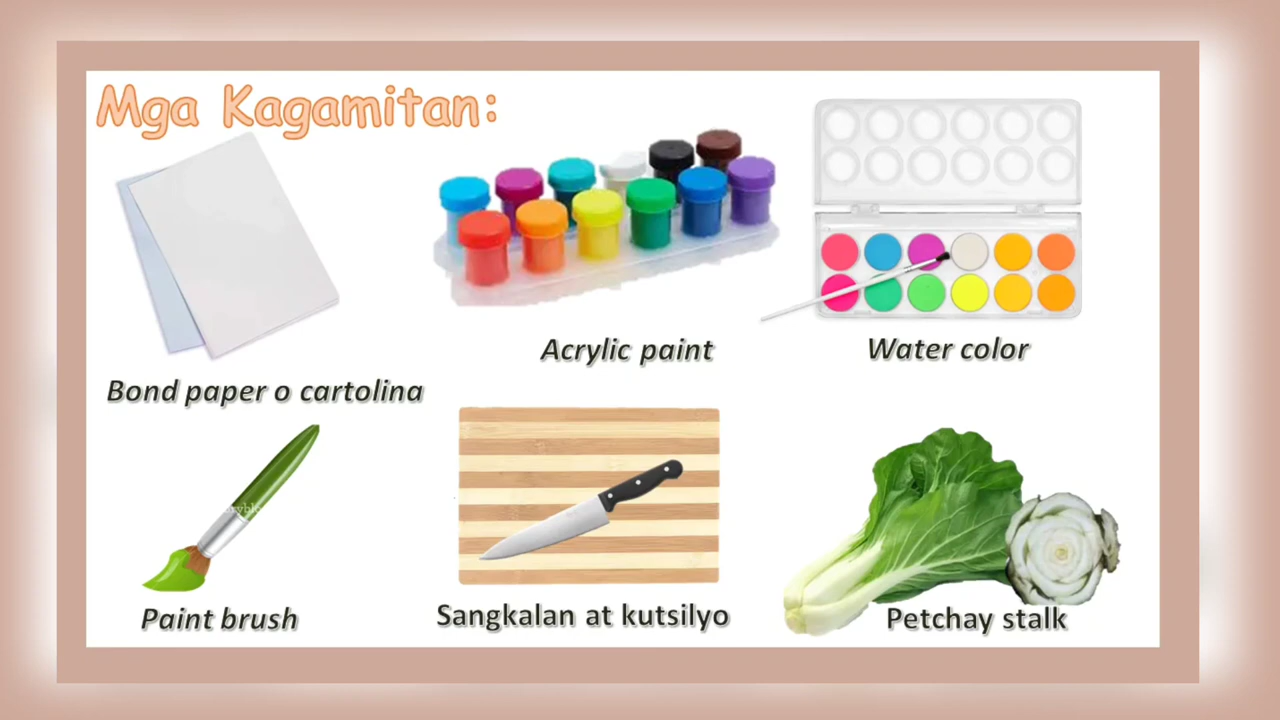 Mga Kagamitan:
Acrylic paint
Water color
Bond paper o cartolina
Paint brush
Sangkalan at kutsilyo
Petchay stalk